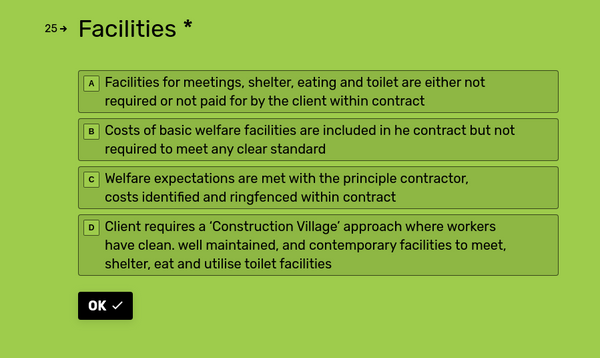 25→ Facilities *
A Facilities for meetings, shelter, eating and toilet are either not
required or not paid for by the client within contract
B Costs of basic welfare facilities are included in he contract but not
required to meet any clear standard
C Welfare expectations are met with the principle contractor,
costs identified and ringfenced within contract
D Client requires a ‘Construction Village’ approach where workers
have clean. well maintained, and contemporary facilities to meet,
shelter, eat and utilise toilet facilities
OK ✓